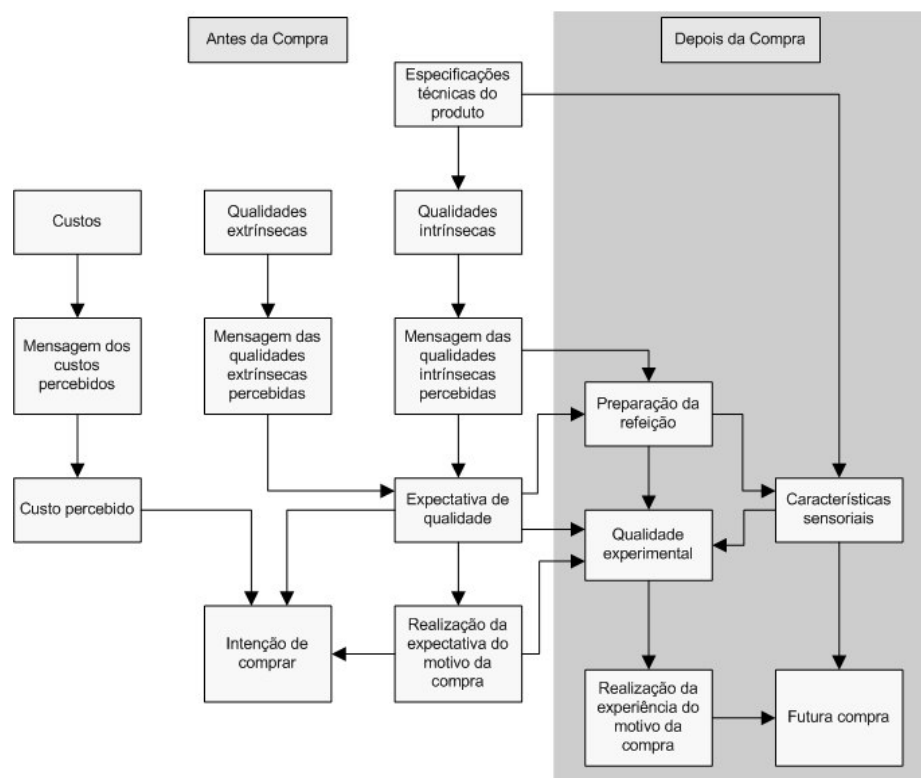 Antes da Compra
Depois da Compra
Especificações
técnicas do
produto
Custos
Qualidades
extrínsecas
Qualidades
intrínsecas
Mensagem dos
custos
percebidos
Mensagem das
qualidades
extrínsecas
percebidas
Mensagem das
qualidades
intrínsecas
percebidas
Preparação da
refeição
Custo percebido
Expectativa de
qualidade
Qualidade
experimental
Características
sensoriais
Intenção de
comprar
Realização da
expectativa do
motivo da
compra
Realização da
experiência do
motivo da
compra
Futura compra